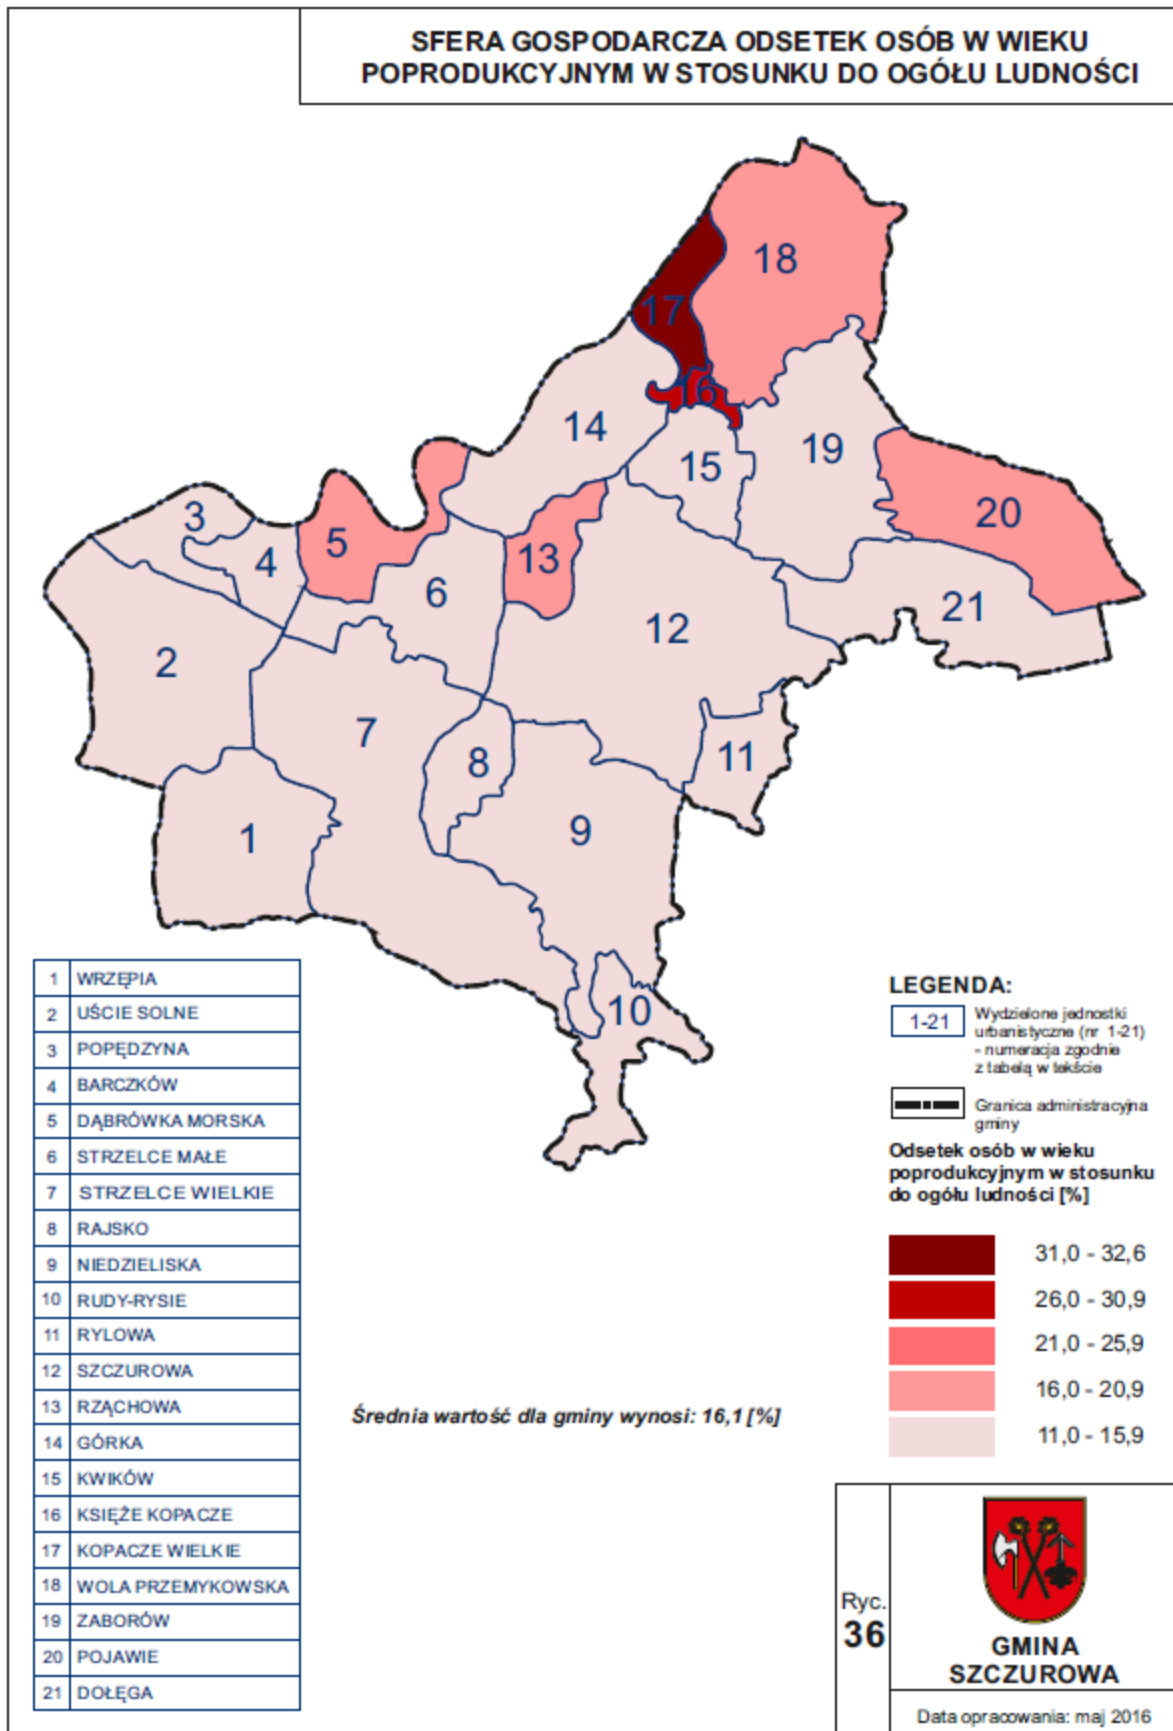 SFERA GOSPODARCZA ODSETEK OSÓB W WIEKU
POPRODUKCYJNYM W STOSUNKU DO OGÓŁU LUDNOŚCI
18
17
16
14
15
19
20
3
5
4
13
6
21
12
2
7
8
11
1
9
10
1 WRZĘPIA
2 UŚCIE SOLNE
3 POPĘDZYNA
4 BARCZKÓW
5 DĄBRÓWKA MORSKA
6 STRZELCE MAŁE
7 STRZELCE WIELKIE
8 RAJSKO
9 NIEDZIELISKA
10 RUDY-RYSIE
11 RYLOWA
12 SZCZUROWA
13 RZĄCHOWA
14 GÓRKA
15 KWIKÓW
16 KSIĘŻE KOPACZE
17 KOPACZE WIELKIE
18 WOLA PRZEMYKOWSKA
19 ZABORÓW
20 POJAWIE
21 DOŁĘGA
Średnia wartość dla gminy wynosi: 16,1 [%]
LEGENDA:
1-21
Wydzielone jednostki
urbanistyczne (nr 1-21)
- numeracja zgodnie
z tabelą w tekście
Granica administracyjna
gminy
Odsetek osób w wieku
poprodukcyjnym w stosunku
do ogółu ludności [%]
31,0 - 32,6
26,0 - 30,9
21,0 - 25,9
16,0 - 20,9
11,0 - 15,9
Ryc.
36
GMINA
SZCZUROWA
Data opracowania: maj 2016